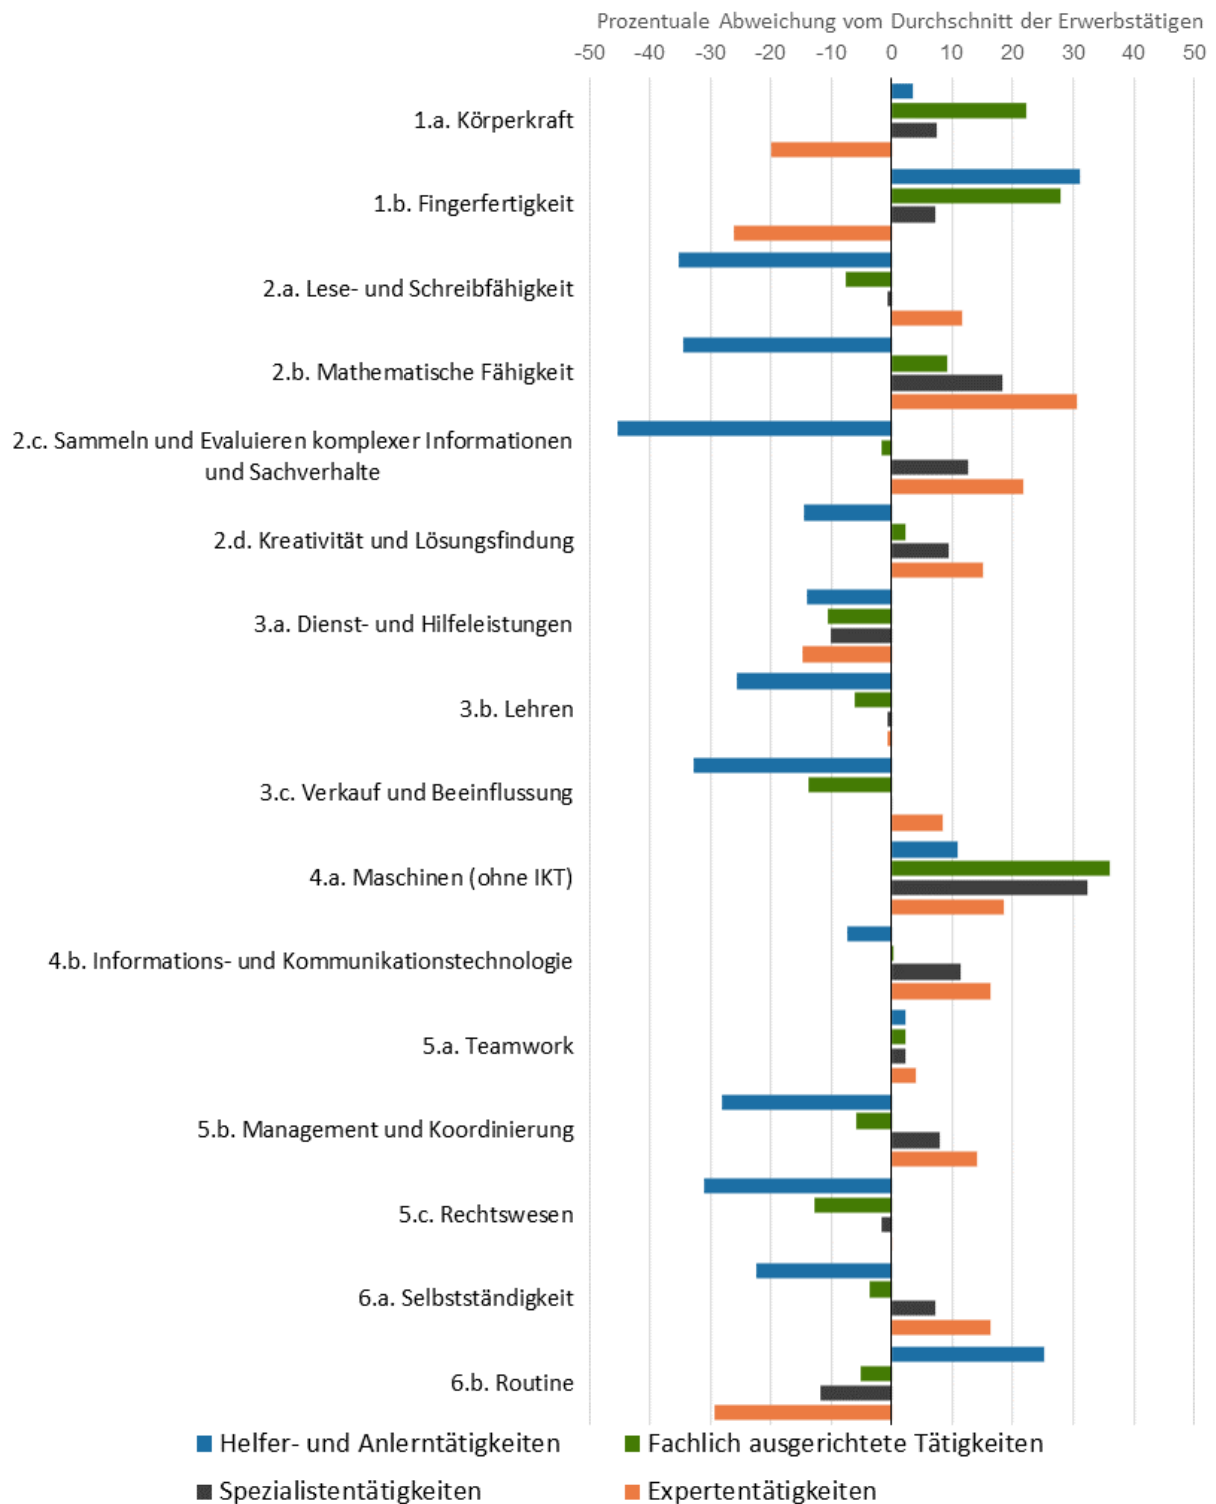 Prozentuale Abweichung vom Durchschnitt der Erwerbstätigen
-50 -40 -30 -20 -10 0 10 20 30 40 50
1.a. Körperkraft
1.b. Fingerfertigkeit
2.a. Lese- und Schreibfähigkeit
2.b. Mathematische Fähigkeit
2.c. Sammeln und Evaluieren komplexer Informationen
und Sachverhalte
2.d. Kreativität und Lösungsfindung
3.a. Dienst- und Hilfeleistungen
3.b. Lehren
3.c. Verkauf und Beeinflussung
4.a. Maschinen (ohne IKT)
4.b. Informations- und Kommunikationstechnologie
5.a. Teamwork
5.b. Management und Koordinierung
5.c. Rechtswesen
6.a. Selbstständigkeit
6.b. Routine
Helfer- und Anlerntätigkeiten Fachlich ausgerichtete Tätigkeiten
Spezialistentätigkeiten Expertentätigkeiten